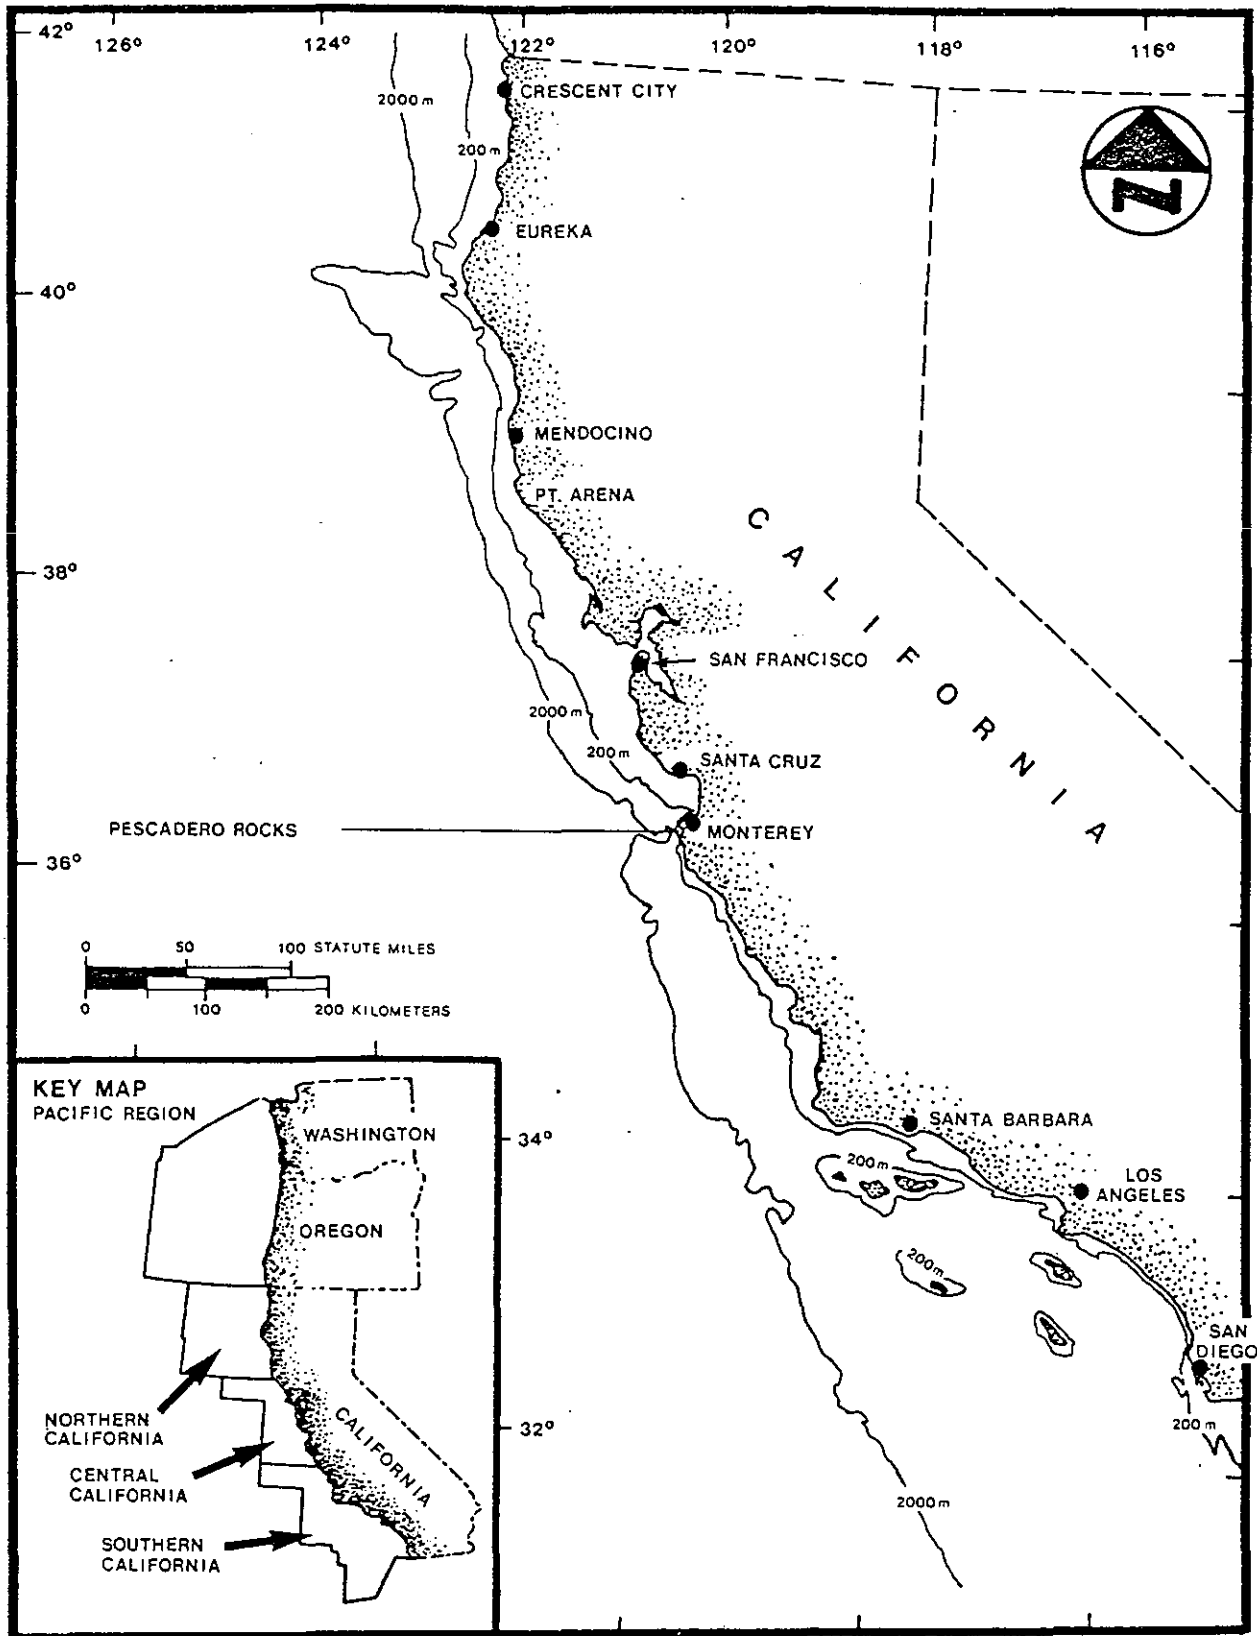 42°
126°
124°
122°
120°
118°
116°
2000 m
CRESCENT CITY
200 m
N
EUREKA
40°
MENDOCINO
PT. ARENA
CALIFORNIA
38°
SAN FRANCISCO
2000 m
200 m
SANTA CRUZ
PESCADERO ROCKS
MONTEREY
36°
0 50 100 STATUTE MILES
0 100 200 KILOMETERS
KEY MAP
PACIFIC REGION
WASHINGTON
OREGON
NORTHERN
CALIFORNIA
CENTRAL
CALIFORNIA
SOUTHERN
CALIFORNIA
CALIFORNIA
34°
SANTA BARBARA
200m
LOS
ANGELES
200m
SAN
DIEGO
32°
200 m
2000 m